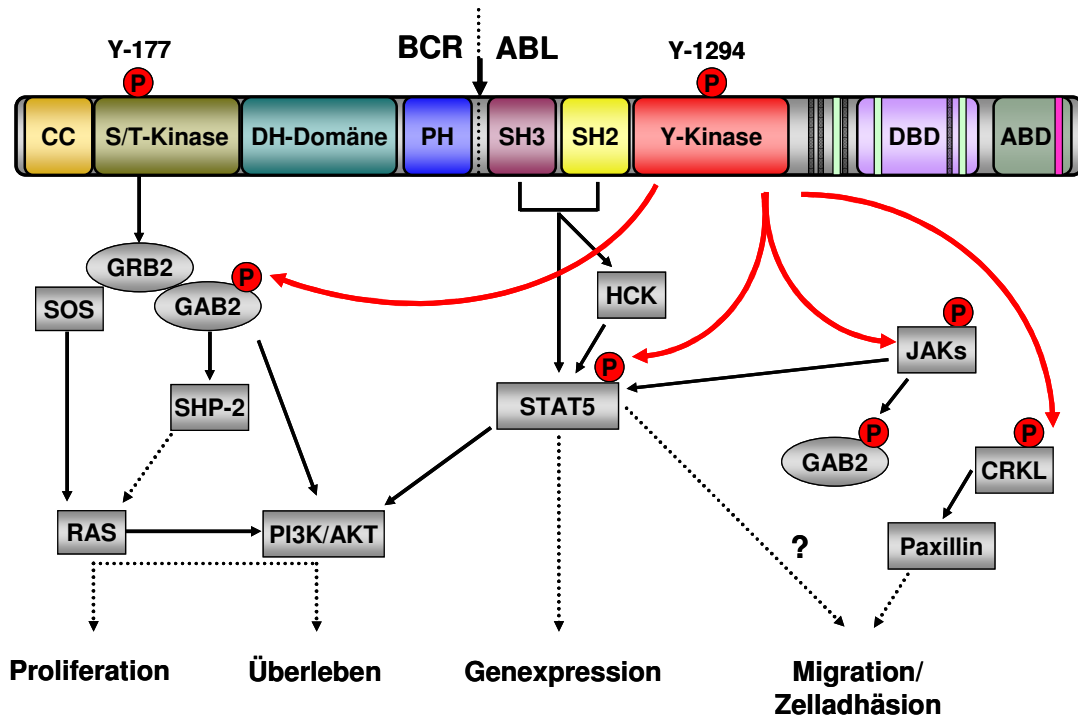 BCR ABL
Y-177 Y-1294
P P
CC S/T-Kinase DH-Domäne PH SH3 SH2 Y-Kinase DBD ABD
GRB2
P
SOS GAB2 HCK
P
JAKs
P
SHP-2 STAT5
P P
GAB2 CRKL
RAS PI3K/AKT Paxillin
?
Proliferation Überleben Genexpression Migration/
Zelladhäsion